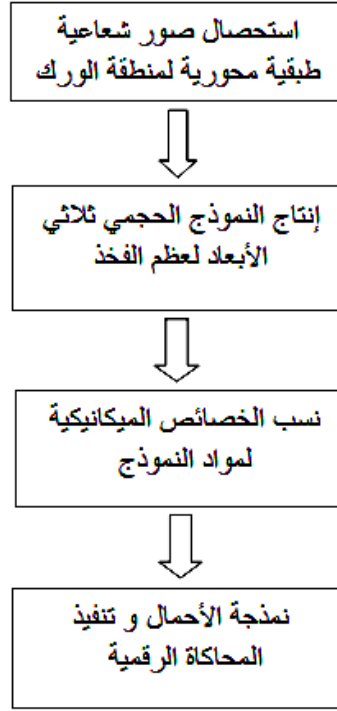 استحصال صور شعاعية
طبقية محورية لمنطقة الورك
إنتاج النموذج الحجمي ثلاثي
الأبعاد لعظم الفخذ
نسب الخصائص الميكانيكية
لمواد النموذج
نمذجة الأحمال و تنفيذ
المحاكاة الرقمية